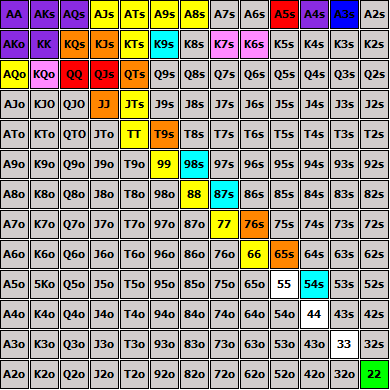 AA AKs AQs AJs ATs A9s A8s A7s A6s A5s A4s A3s A2s
AKo KK KQs KJs KTs K9s K8s K7s K6s K5s K4s K3s K2s
AQo KQo QQ QJs QTs Q9s Q8s Q7s Q6s Q5s Q4s Q3s Q2s
AJo KJO QJO JJ JTs J9s J8s J7s J6s J5s J4s J3s J2s
ATo KTo QTo JTo TT T9s T8s T7s T6s T5s T4s T3s T2s
A9o K9o Q9o J9o T9o 99 98s 97s 96s 95s 94s 93s 92s
A8o K8o Q8o J8o T8o 98o 88 87s 86s 85s 84s 83s 82s
A7o K7o Q7o J7o T7o 97o 87o 77 76s 75s 74s 73s 72s
A6o K6o Q6o J6o T6o 96o 86o 76o 66 65s 64s 63s 62s
A5o 5Ko Q5o J5o T5o 95o 85o 75o 65o 55 54s 53s 52s
A4o K4o Q4o J4o T4o 94o 84o 74o 64o 54o 44 43s 42s
A3o K3o Q3o J3o T3o 93o 83o 73o 63o 53o 43o 33 32s
A2o K2o Q2o J2o T2o 92o 82o 72o 62o 52o 42o 32o 22